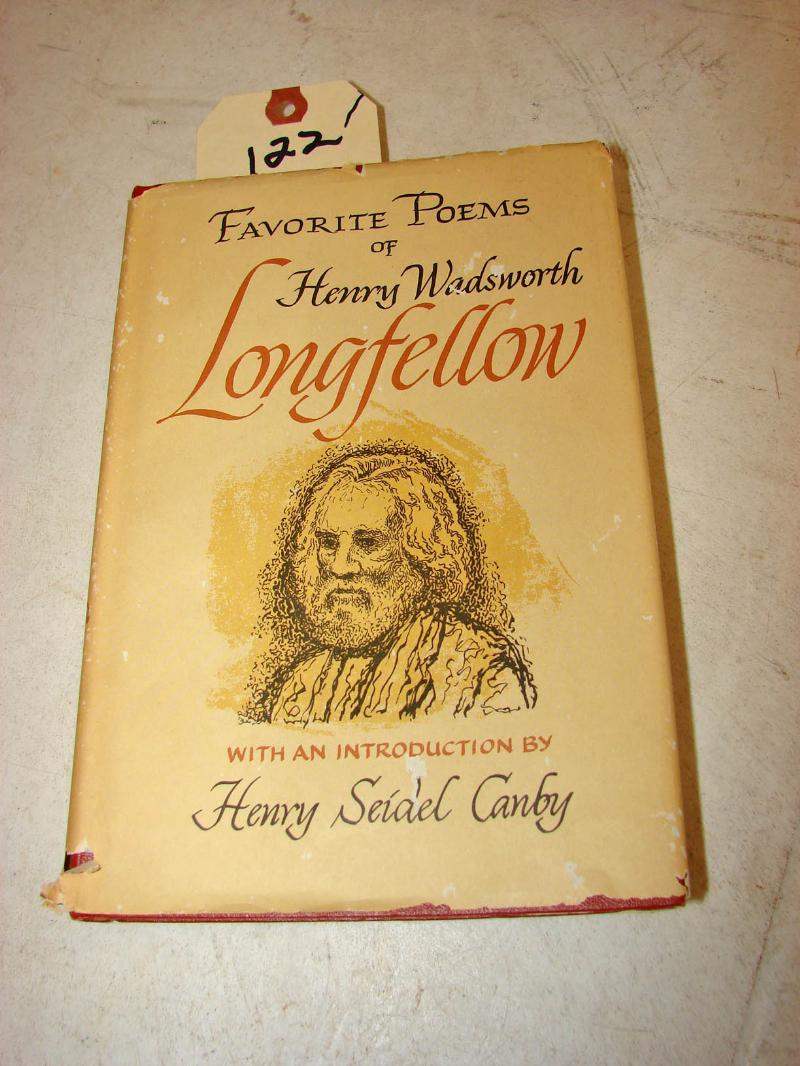 122
FAVORITE POEMS
OF
Henry Wadsworth
Longfellow
WITH AN INTRODUCTION BY
Henry Seidel Canby